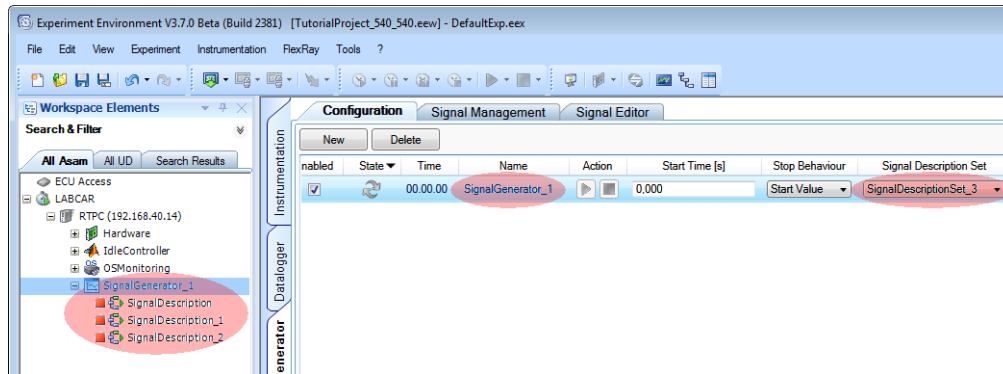 Experiment Environment V3.7.0 Beta (Build 2381) [TutorialProject_540_540.eew] - DefaultExp.eex
File Edit View Experiment Instrumentation FlexRay Tools ?
Workspace Elements
Search & Filter
All Asam All UD Search Results
ECU Access
LABCAR
RTPC (192.168.40.14)
Hardware
IdleController
OS OSMonitoring
SignalGenerator_1
SignalDescription
SignalDescription_1
SignalDescription_2
Instrumentation
Datalogger
enerator
Configuration Signal Management Signal Editor
New Delete
nabled State Time Name Action Start Time [s] Stop Behaviour Signal Description Set
00.00.00 SignalGenerator_1 0,000 Start Value SignalDescriptionSet_3